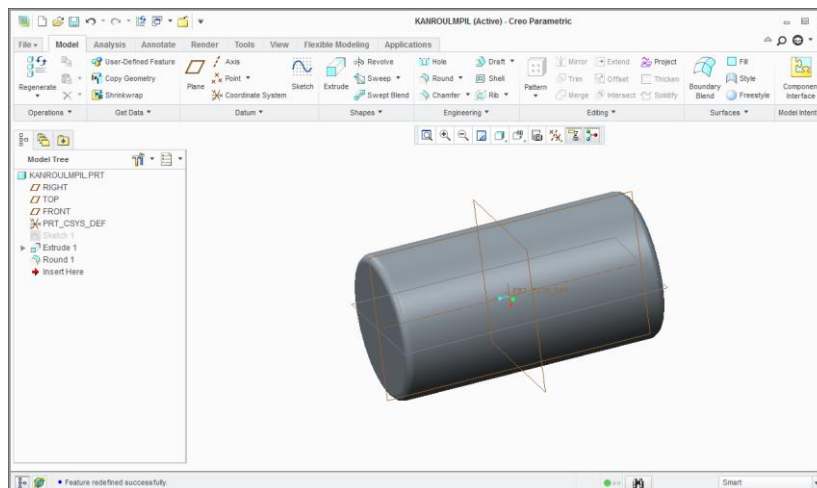 KANROULMPIL (Active) - Creo Parametric
File Model Analysis Annotate Render Tools View Flexible Modeling Applications
Regenerate
User-Defined Feature
Copy Geometry
Shrinkwrap
Plane
Axis
Point
Coordinate System
Sketch
Extrude
Revolve
Sweep
Swept Blend
Hole
Round
Chamfer
Draft
Shell
Rib
Pattern
Mirror
Trim
Merge
Extend
Offset
Intersect
Project
Thicken
Solidify
Boundary
Blend
Fill
Style
Freestyle
Component
Interface
Operations Get Data Datum Shapes Engineering Editing Surfaces Model Intent
Model Tree
KANROULMPIL.PRT
RIGHT
TOP
FRONT
PRT_CSYS_DEF
Sketch 1
Extrude 1
Round 1
Insert Here
PRT_CSYS_DEF
Feature redefined successfully.
Smart